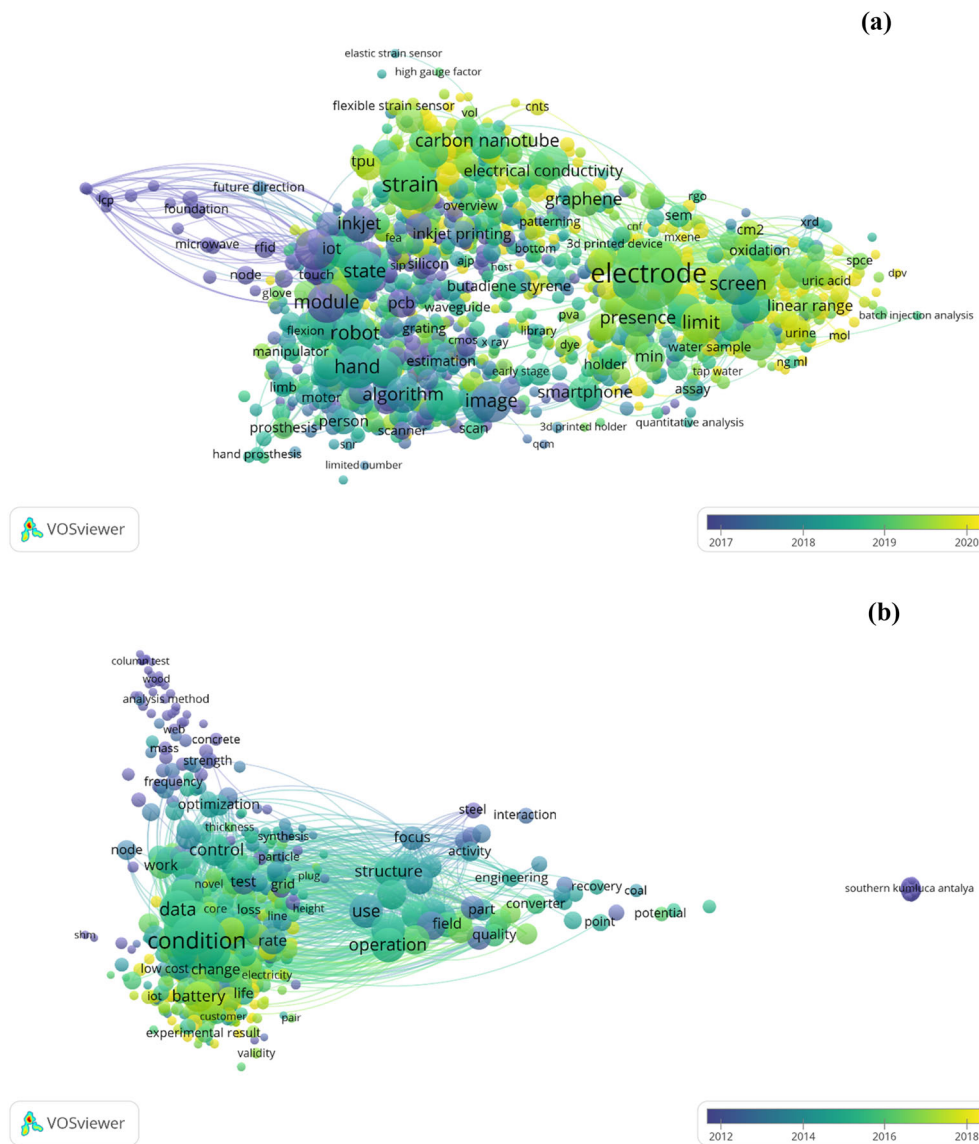 (a)
elastic strain sensor
high gauge factor
flexible strain sensor
vol
cnts
carbon nanotube
tpu
electrical conductivity
strain
lcp
future direction
foundation
overview
graphene
rgo
inkjet
inkjet printing
patterning
sem
cnf
mxene
cm2
xrd
microwave
rfid
iot
fea
bottom
3d printed device
oxidation
node
touch
state
sip
silicon
ajp
host
electrode
screen
uric acid
spce
dpv
glove
butadiene styrene
module
pcb
waveguide
pva
presence
limit
linear range
batch injection analysis
flexion
robot
grating
cmos
x ray
library
dye
urine
mol
manipulator
estimation
min
water sample
hand
early stage
holder
tap water
ng ml
limb
motor
algorithm
image
smartphone
assay
prosthesis
person
scanner
scan
3d printed holder
quantitative analysis
snr
qcm
hand prosthesis
limited number
VOSviewer
2017
2018
2019
2020
(b)
column test
wood
analysis method
web
concrete
mass
strength
frequency
optimization
steel
interaction
thickness
synthesis
focus
node
control
particle
activity
work
structure
plug
novel
test
grid
engineering
recovery
coal
southern kumluca antalya
data
core
loss
line
height
use
part
converter
field
point
potential
shm
condition
rate
operation
quality
low cost
change
electricity
iot
battery
life
customer
experimental result
pair
validity
VOSviewer
2012
2014
2016
2018